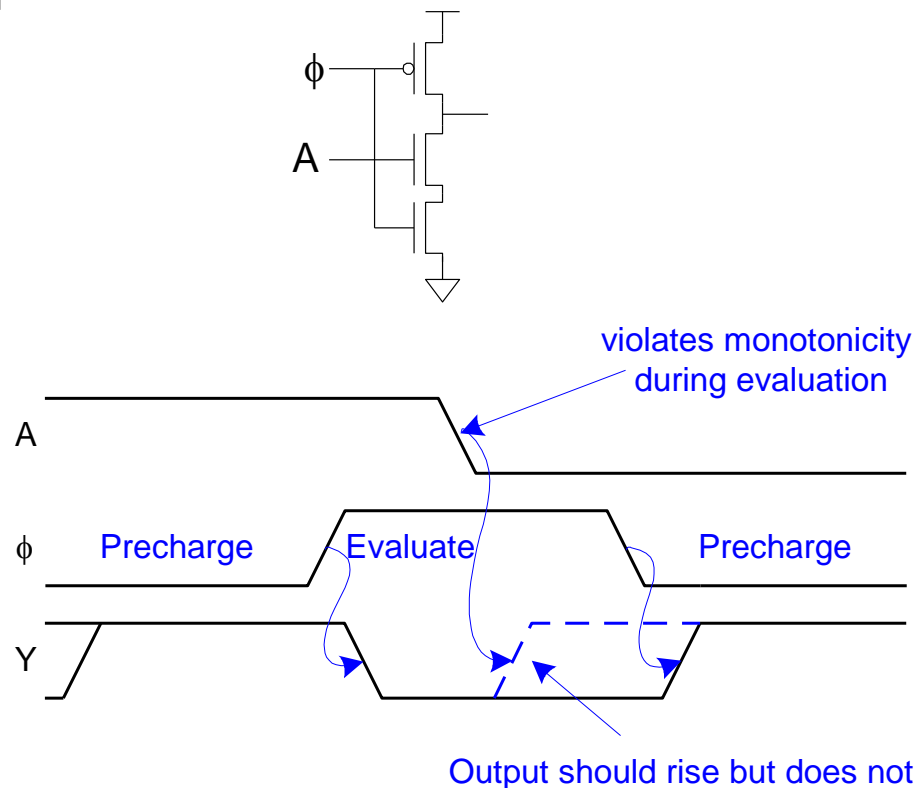 ϕ
A
violates monotonicity
during evaluation
A
ϕ
Precharge
Evaluate
Precharge
Y
Output should rise but does not